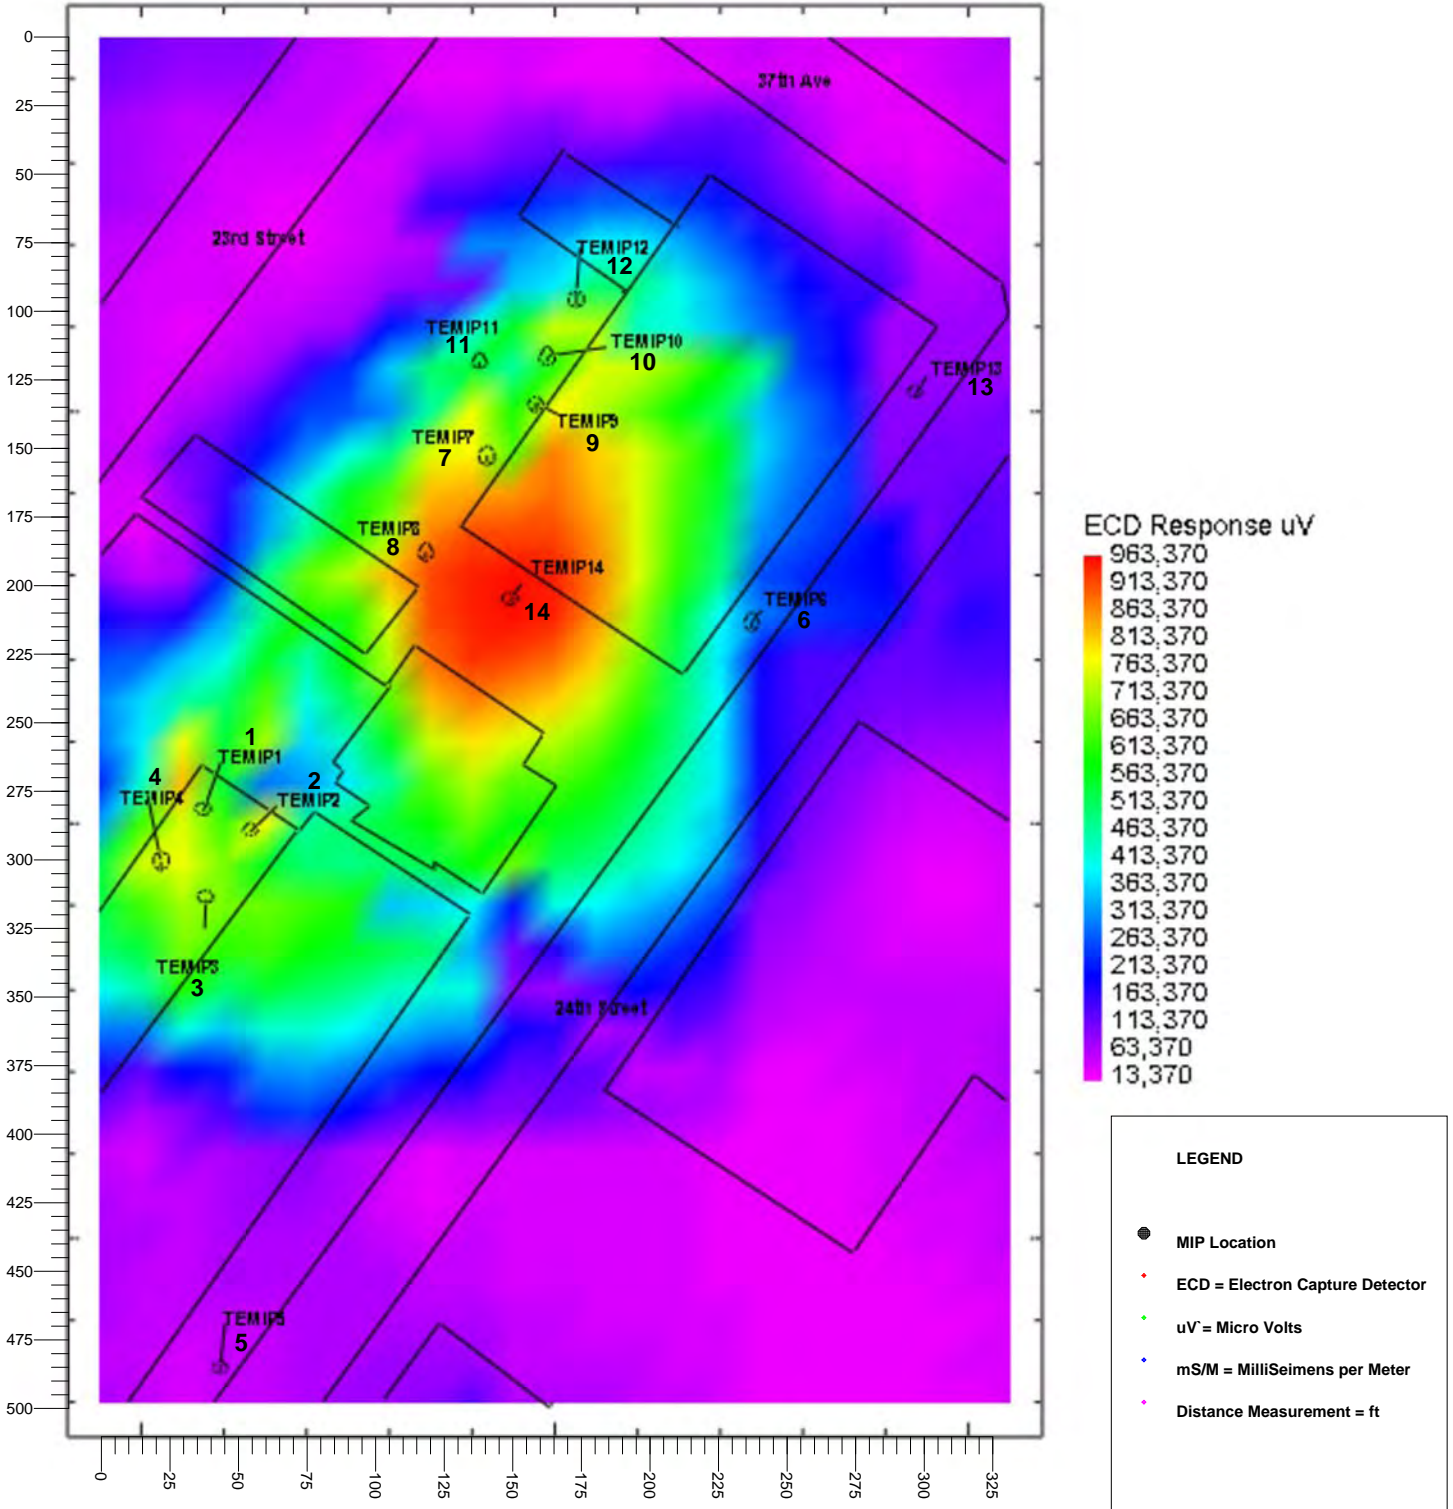 0
25
50
75
100
125
150
175
200
225
250
275
300
325
350
375
400
425
450
475
500
37th Ave
23rd Street
TEMIP12
12
TEMIP11
11
TEMIP10
10
TEMIP13
13
TEMIP9
9
TEMIP7
7
TEMIP8
8
TEMIP14
14
TEMIP6
6
1
TEMIP1
4
TEMIP4
2
TEMIP2
TEMIP3
3
24th Street
TEMIP5
5
0
25
50
75
100
125
150
175
200
225
250
275
300
325
ECD Response uV
963,370
913,370
863,370
813,370
763,370
713,370
663,370
613,370
563,370
513,370
463,370
413,370
363,370
313,370
263,370
213,370
163,370
113,370
63,370
13,370
LEGEND
MIP Location
ECD = Electron Capture Detector
uV`= Micro Volts
mS/M = MilliSeimens per Meter
Distance Measurement = ft